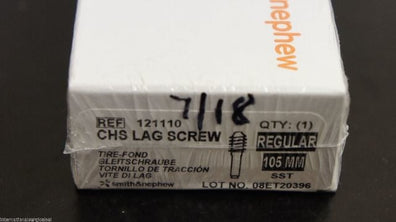 smith&nephew
7/18
REF 121110
CHS LAG SCREW
QTY: (1)
REGULAR
105 MM
SST
TIRE-FOND
GLEITSCHRAUBE
TORNILLO DE TRACCIÓN
VITE DI LAG
smith&nephew
LOT NO. 08ET20396